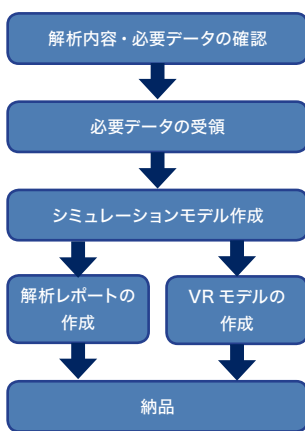 解析内容・必要データの確認
必要データの受領
シミュレーションモデル作成
解析レポートの
作成
VR モデルの
作成
納品